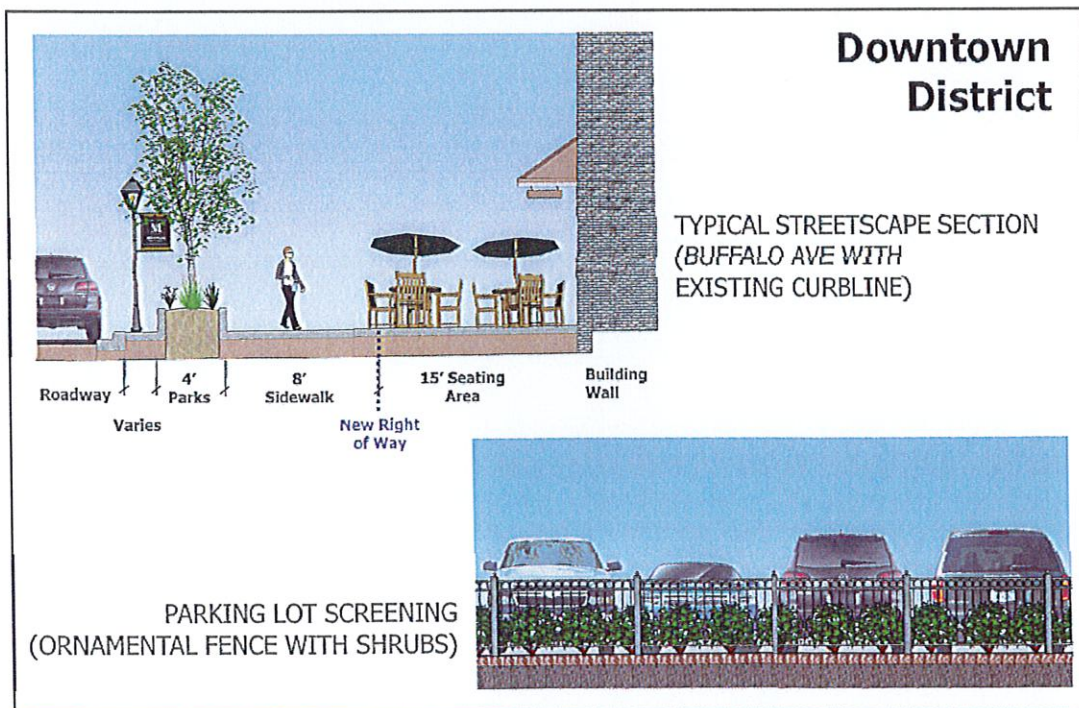 Downtown
District
TYPICAL STREETSCAPE SECTION
(BUFFALO AVE WITH
EXISTING CURBLINE)
M
Roadway
Varies
4'
Parks
8'
Sidewalk
New Right
of Way
15' Seating
Area
Building
Wall
PARKING LOT SCREENING
(ORNAMENTAL FENCE WITH SHRUBS)